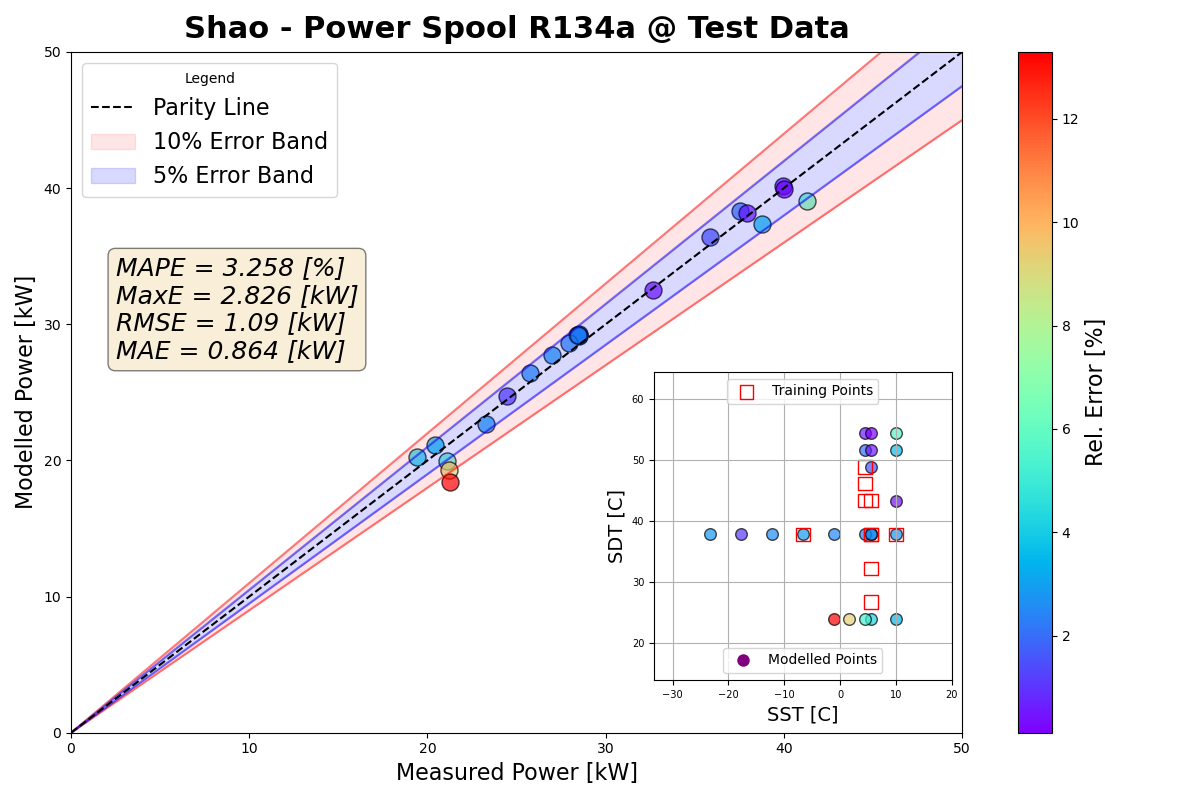 Shao - Power Spool R134a @ Test Data
Legend
Parity Line
10% Error Band
5% Error Band
MAPE = 3.258 [%]
MaxE = 2.826 [kW]
RMSE = 1.09 [kW]
MAE = 0.864 [kW]
Modelled Power [kW]
50
40
30
20
10
0
0 10 20 30 40 50
Measured Power [kW]
Training Points
Modelled Points
SDT [C]
60
50
40
30
20
−30 −20 −10 0 10 20
SST [C]
12
10
8
6
4
2
Rel. Error [%]